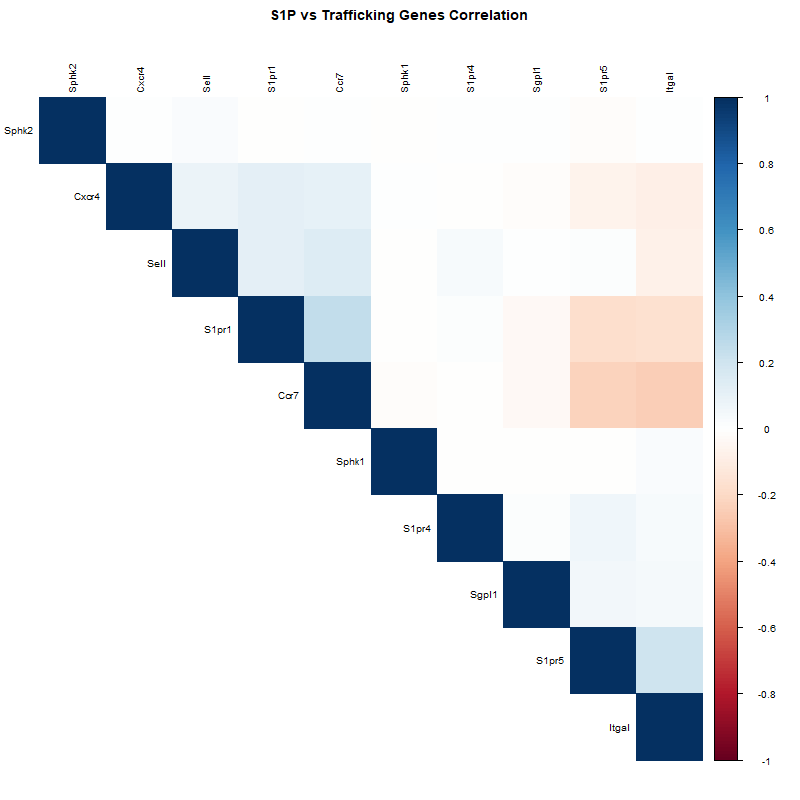 S1P vs Trafficking Genes Correlation
Sphk2
Cxcr4
Sell
S1pr1
Ccr7
Sphk1
S1pr4
Sgpl1
S1pr5
Itgal
Sphk2
Cxcr4
Sell
S1pr1
Ccr7
Sphk1
S1pr4
Sgpl1
S1pr5
Itgal
1
0.8
0.6
0.4
0.2
0
-0.2
-0.4
-0.6
-0.8
-1